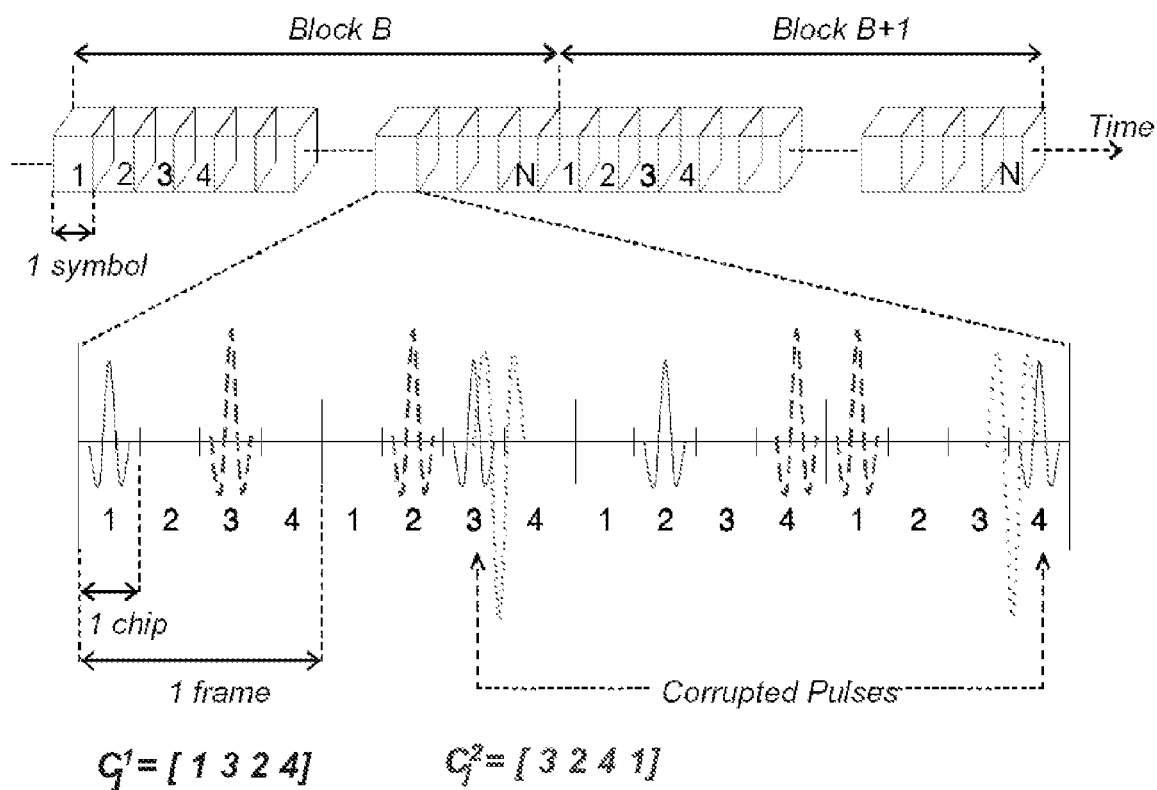 Block B Block B+1
Time
1 2 3 4 N 1 2 3 4 N
1 symbol
1 2 3 4 1 2 3 4 1 2 3 4 1 2 3 4
1 chip
1 frame Corrupted Pulses
C_j^1 = [ 1 3 2 4] C_j^2 = [ 3 2 4 1]